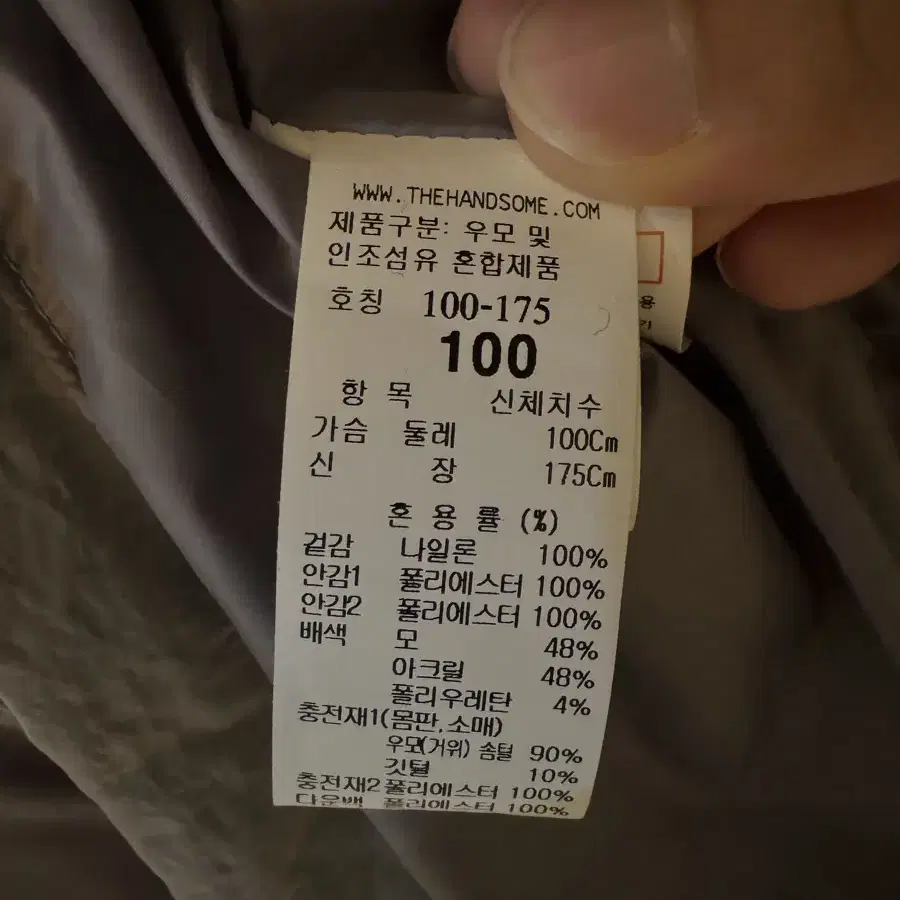 WWW.THEHANDSOME.COM
제품구분: 우모 및
인조섬유 혼합제품
호칭 100-175
100
항 목 신체치수
가슴 둘레 100Cm
신 장 175Cm
혼 용 률 (%)
겉감 나일론 100%
안감1 폴리에스터 100%
안감2 폴리에스터 100%
배색 모 48%
아크릴 48%
폴리우레탄 4%
충전재1(몸판,소매)
우모(거위) 솜털 90%
깃털 10%
충전재2 폴리에스터 100%
다운백 폴리에스터 100%
용